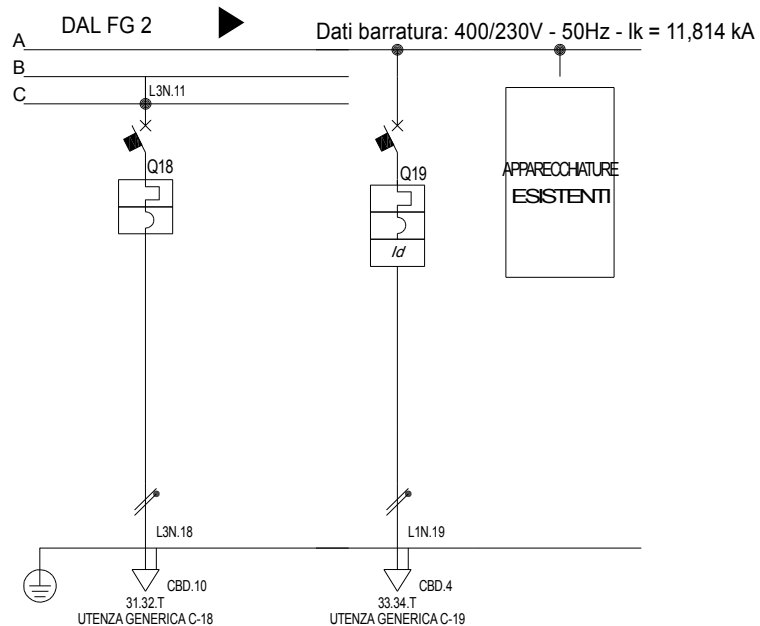 DAL FG 2
Dati barratura: 400/230V - 50Hz - Ik = 11,814 kA
A
B
C
L3N.11
Q18
Q19
Id
APPARECCHIATURE
ESISTENTI
L3N.18
L1N.19
CBD.10
CBD.4
31.32.T
33.34.T
UTENZA GENERICA C-18
UTENZA GENERICA C-19